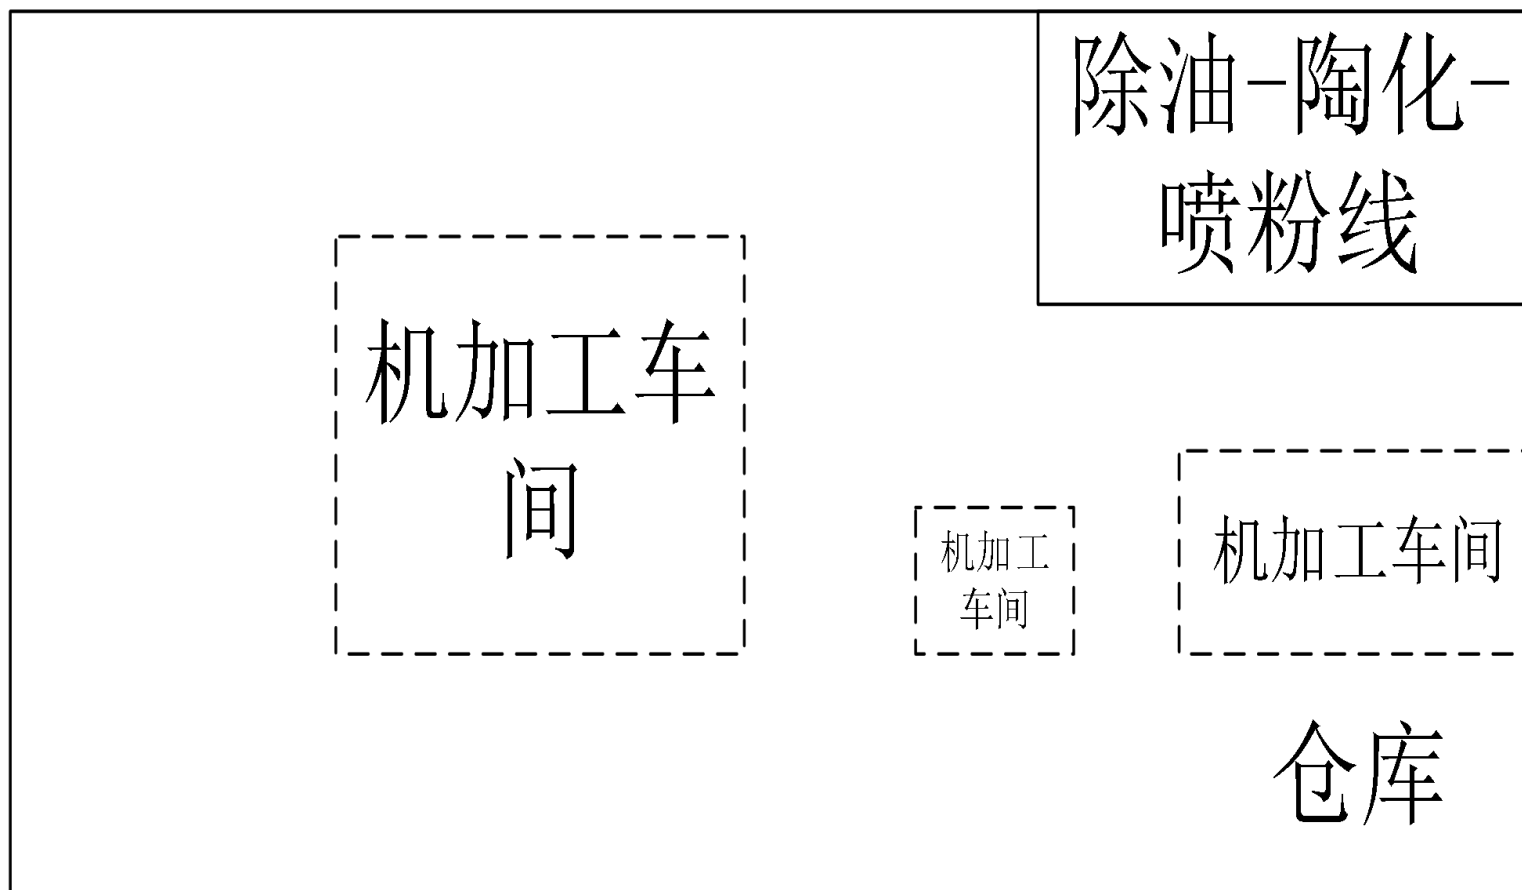 除油-陶化-
喷粉线
机加工车
间
机加工
车间
机加工车间
仓库